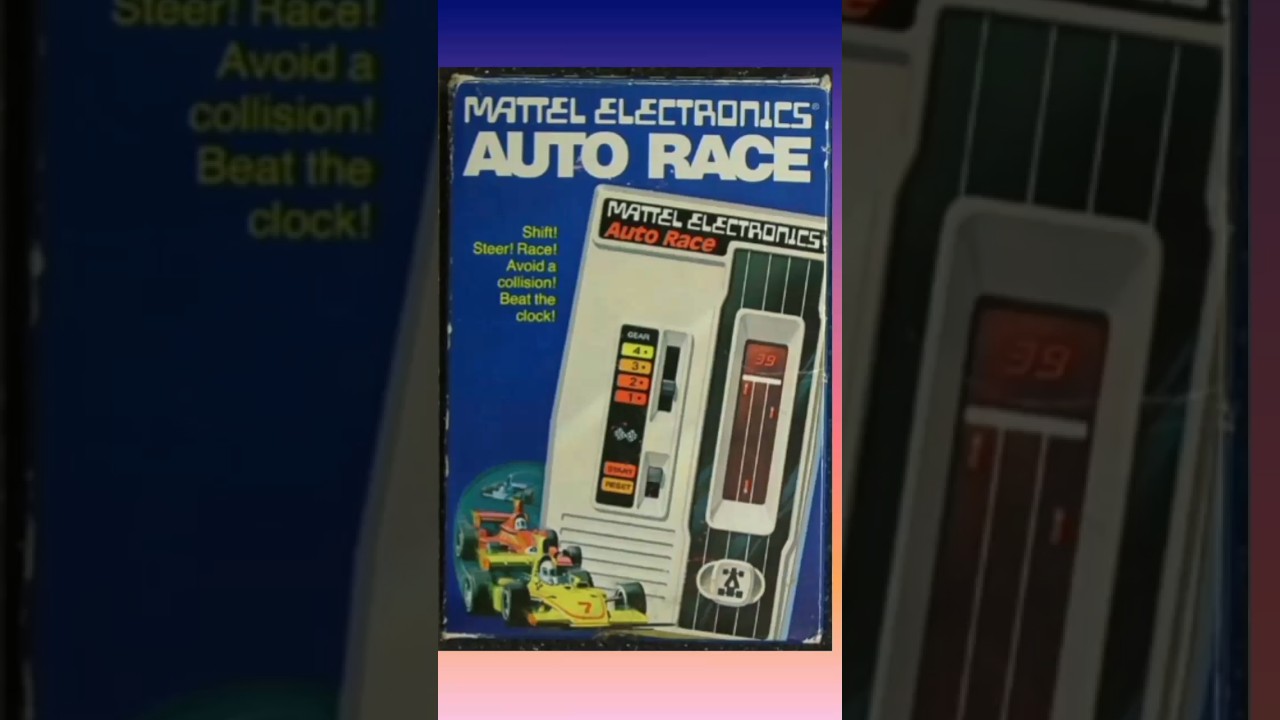 MATTEL ELECTRONICS®
AUTO RACE
Shift!
Steer! Race!
Avoid a
collision!
Beat the
clock!
MATTEL ELECTRONICS
Auto Race
39
GEAR
4
3
2
1
START
RESET
7
Steer! Race!
Avoid a
collision!
Beat the
clock!
39